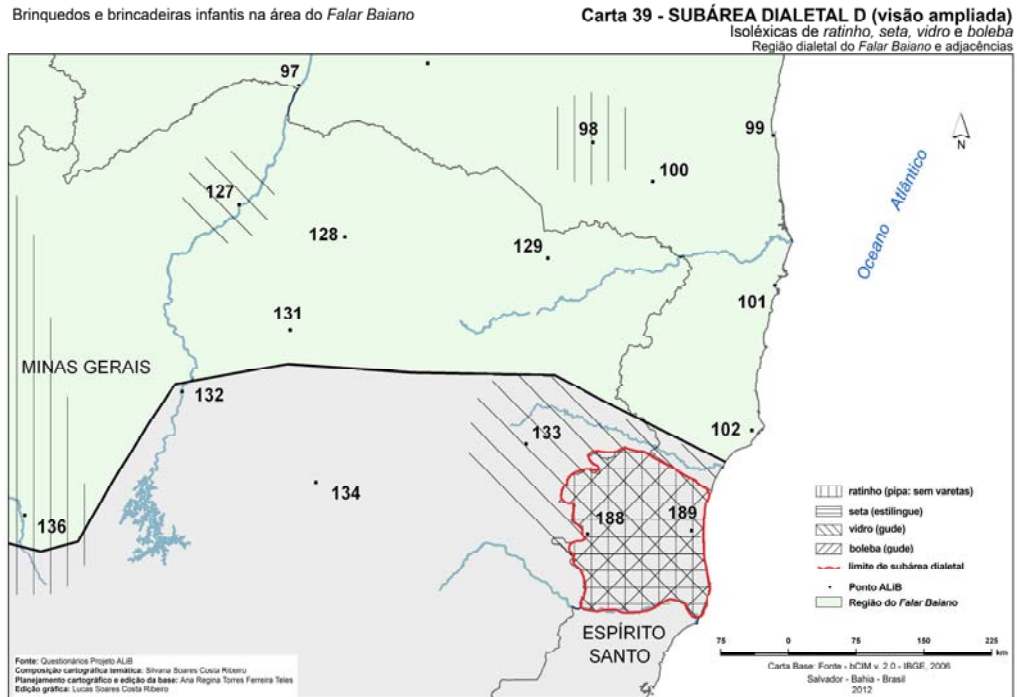 Brinquedos e brincadeiras infantis na área do Falar Baiano
Carta 39 - SUBÁREA DIALETAL D (visão ampliada)
Isoléxicas de ratinho, seta, vidro e boleba
Região dialetal do Falar Baiano e adjacências
97
98
99
100
127
128
129
101
131
MINAS GERAIS
132
102
133
134
136
188
189
ESPÍRITO
SANTO
Oceano Atlântico
N
ratinho (pipa: sem varetas)
seta (estilingue)
vidro (gude)
boleba (gude)
limite de subárea dialetal
Ponto ALiB
Região do Falar Baiano
75 0 75 150 225
km
Carta Base: Fonte - bCIM v. 2.0 - IBGE, 2006
Salvador - Bahia - Brasil
2012
Fonte: Questionários Projeto ALiB
Composição cartográfica temática: Silvana Soares Costa Ribeiro
Planejamento cartográfico e edição da base: Ana Regina Torres Ferreira Teles
Edição gráfica: Lucas Soares Costa Ribeiro